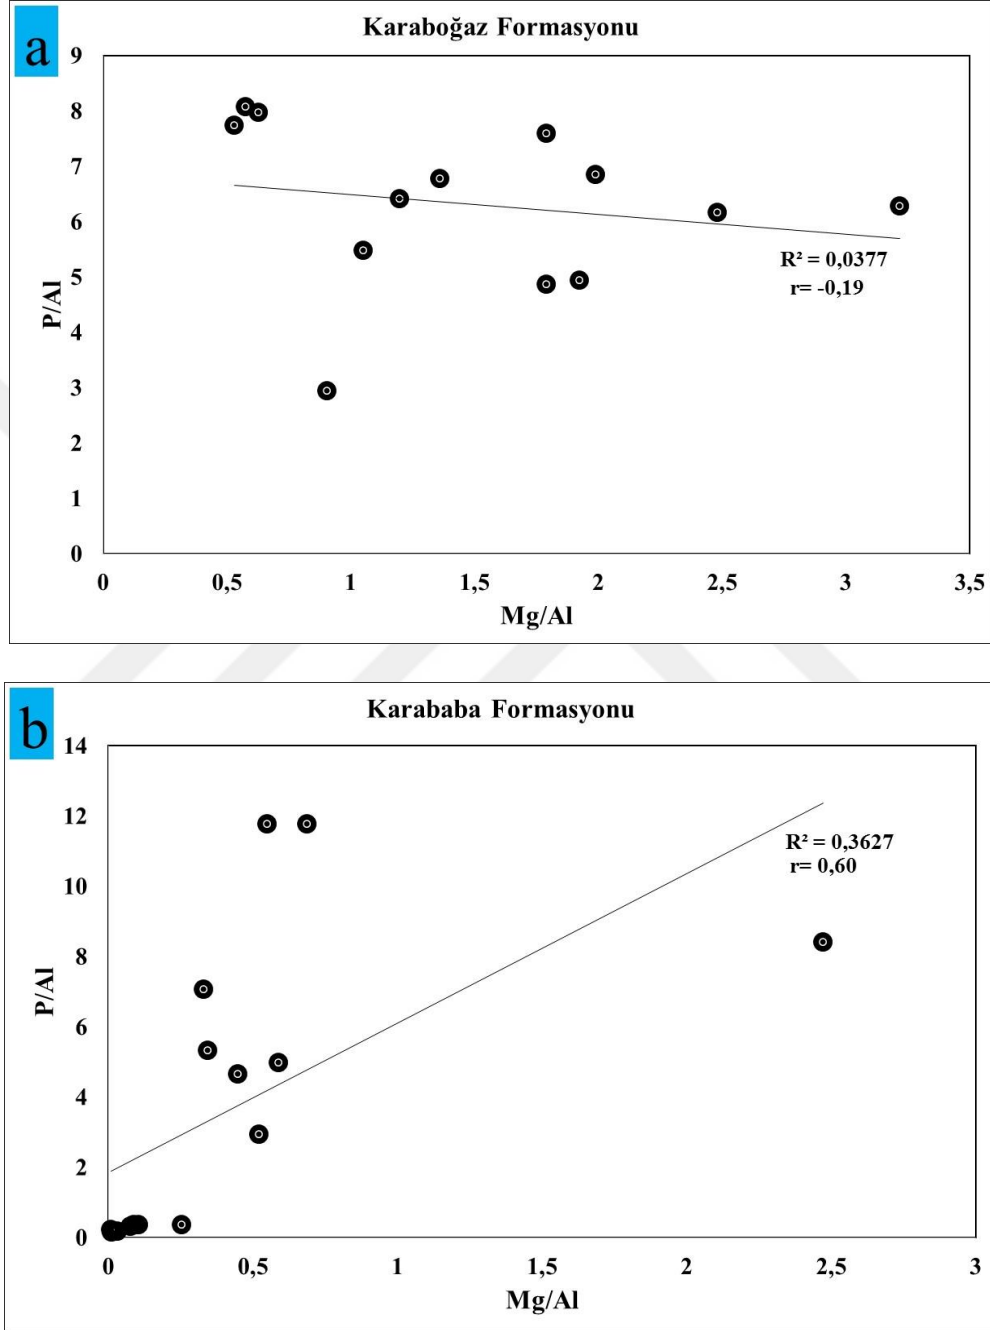 a
Karaboğaz Formasyonu
9
8
7
6
5
4
3
2
1
0
P/Al
R² = 0,0377
r= -0,19
0 0,5 1 1,5 2 2,5 3 3,5
Mg/Al
b
Karababa Formasyonu
14
12
10
8
6
4
2
0
P/Al
R² = 0,3627
r= 0,60
0 0,5 1 1,5 2 2,5 3
Mg/Al